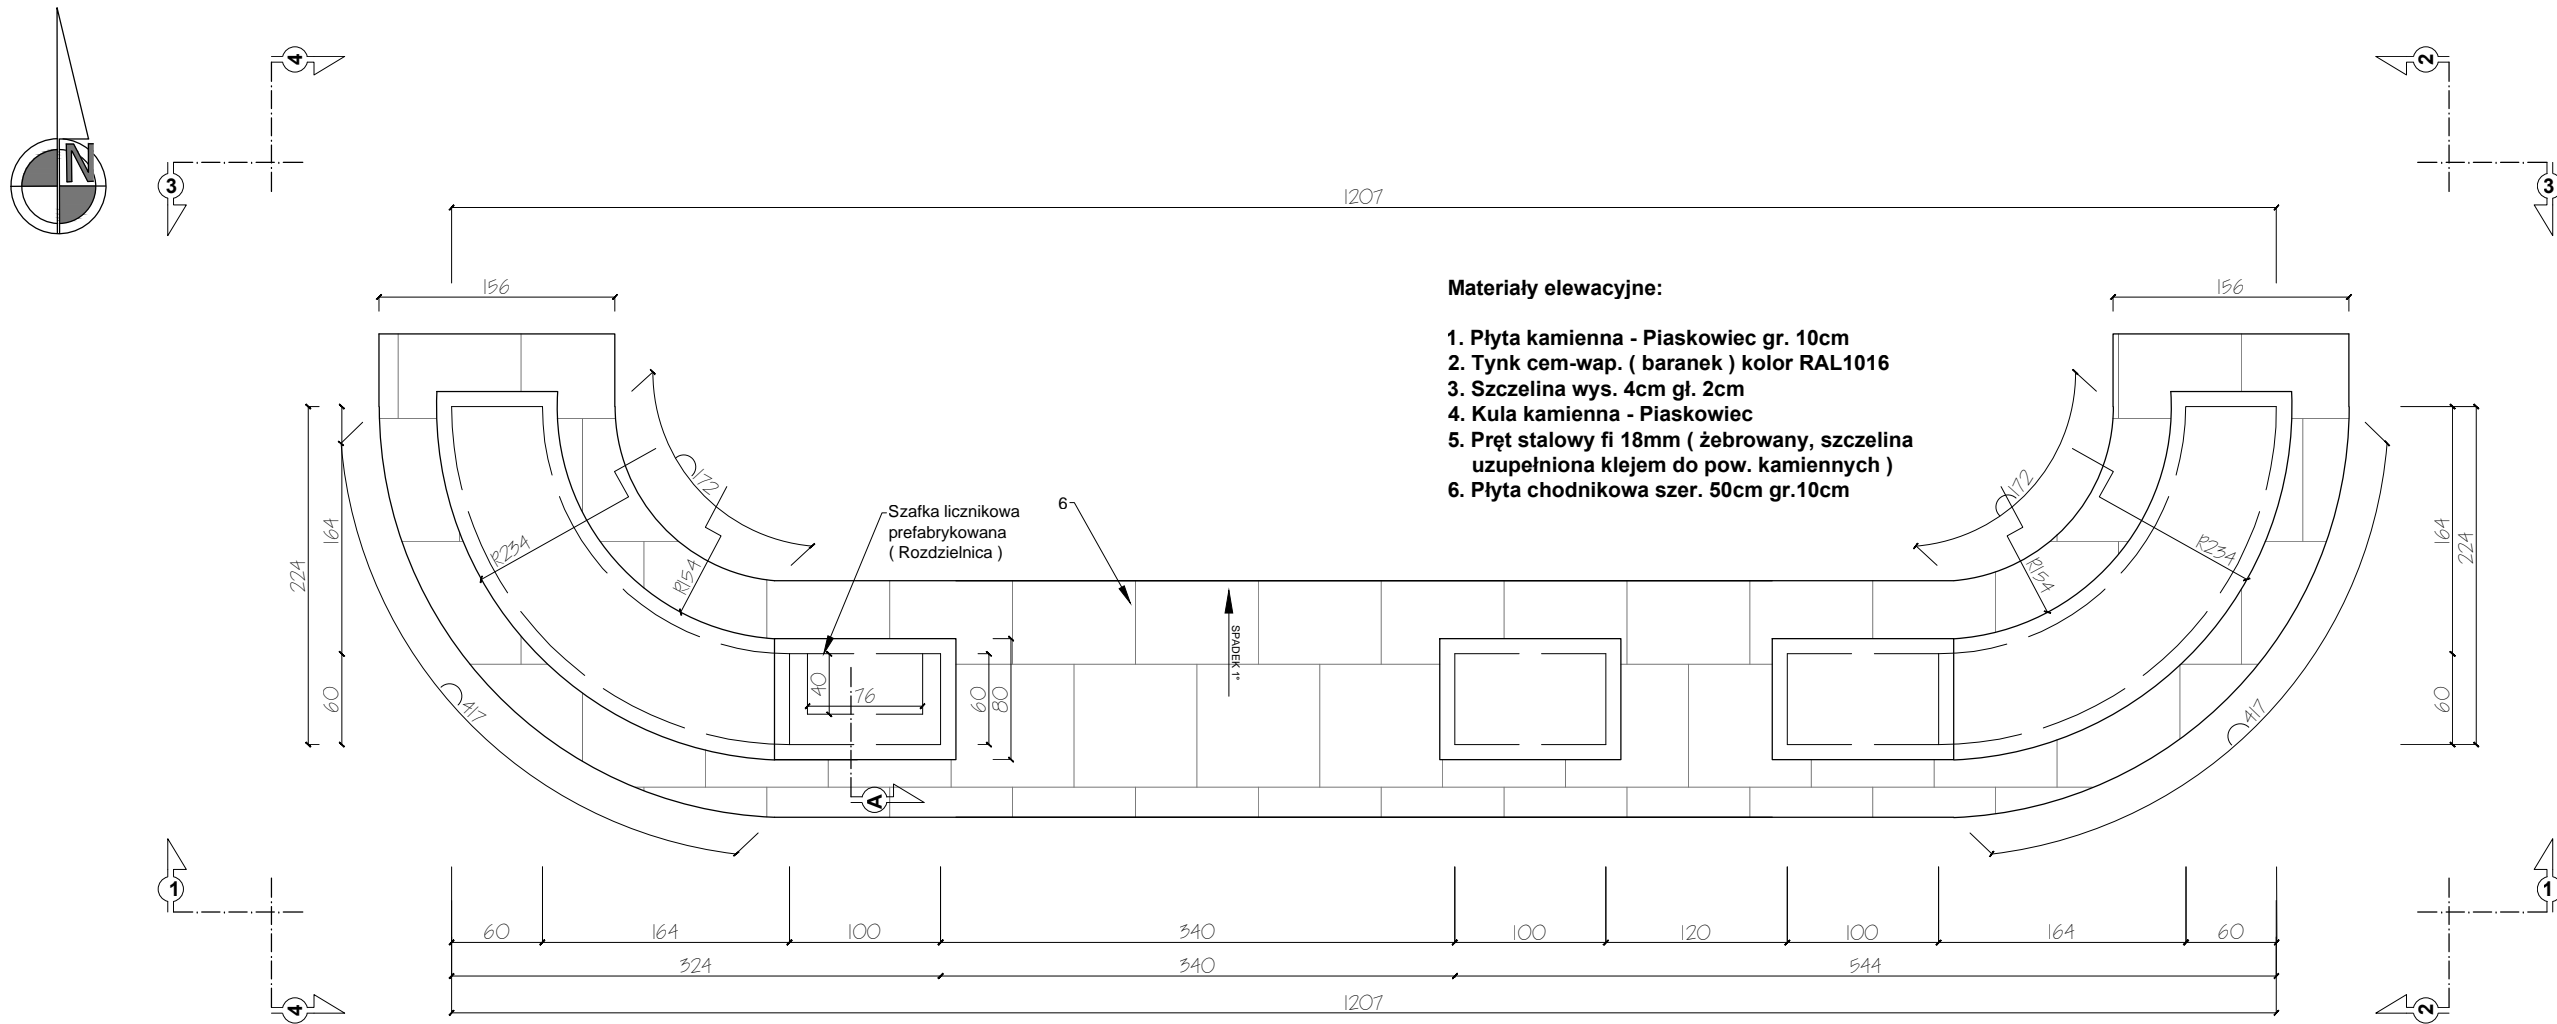 4
2
N
3
3
1207
156
156
Materiały elewacyjne:
1. Płyta kamienna - Piaskowiec gr. 10cm
2. Tynk cem-wap. ( baranek ) kolor RAL1016
3. Szczelina wys. 4cm gł. 2cm
4. Kula kamienna - Piaskowiec
5. Pręt stalowy fi 18mm ( żebrowany, szczelina
uzupełniona klejem do pow. kamiennych )
6. Płyta chodnikowa szer. 50cm gr.10cm
172
172
Szafka licznikowa
prefabrykowana
( Rozdzielnica )
6
R234
R154
R154
R234
164
224
164
224
SPADEK 1°
40
76
60
80
60
60
417
417
A
1
1
60
164
100
340
100
120
100
164
60
324
340
544
1207
4
2